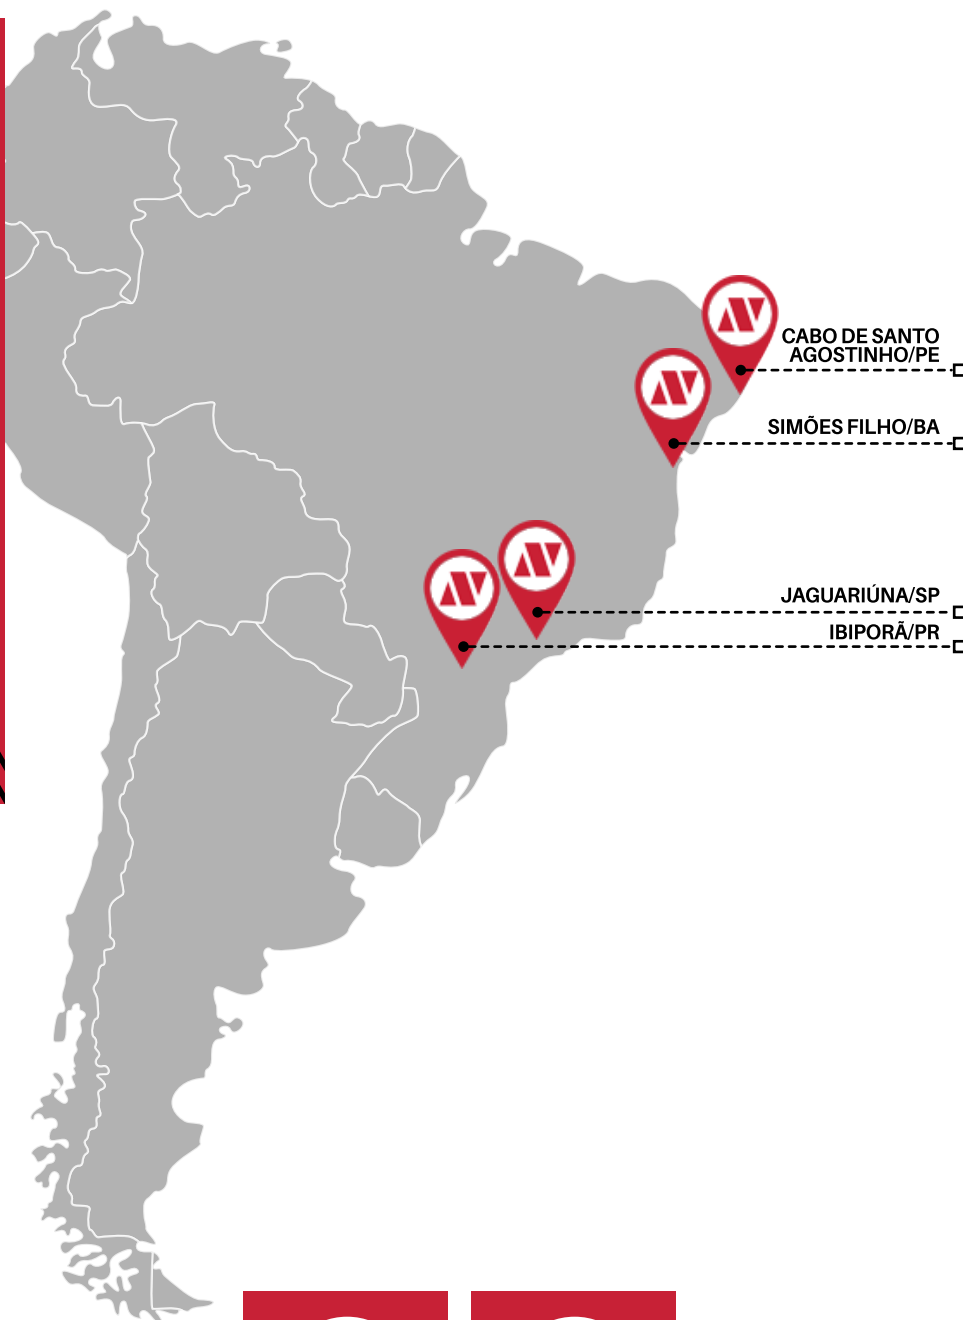 CABO DE SANTO
AGOSTINHO/PE
SIMÕES FILHO/BA
JAGUARIÚNA/SP
IBIPORÃ/PR